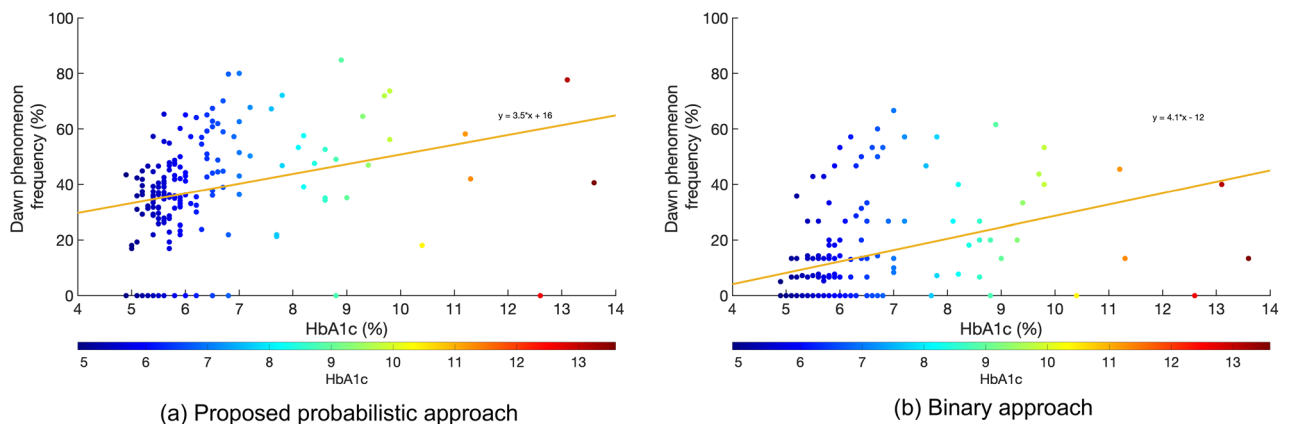 100
80
60
40
20
0
Dawn phenomenon
frequency (%)
y = 3.5*x + 16
4 5 6 7 8 9 10 11 12 13 14
HbA1c (%)
5 6 7 8 9 10 11 12 13
HbA1c
(a) Proposed probabilistic approach
100
80
60
40
20
0
Dawn phenomenon
frequency (%)
y = 4.1*x - 12
4 5 6 7 8 9 10 11 12 13 14
HbA1c (%)
5 6 7 8 9 10 11 12 13
HbA1c
(b) Binary approach